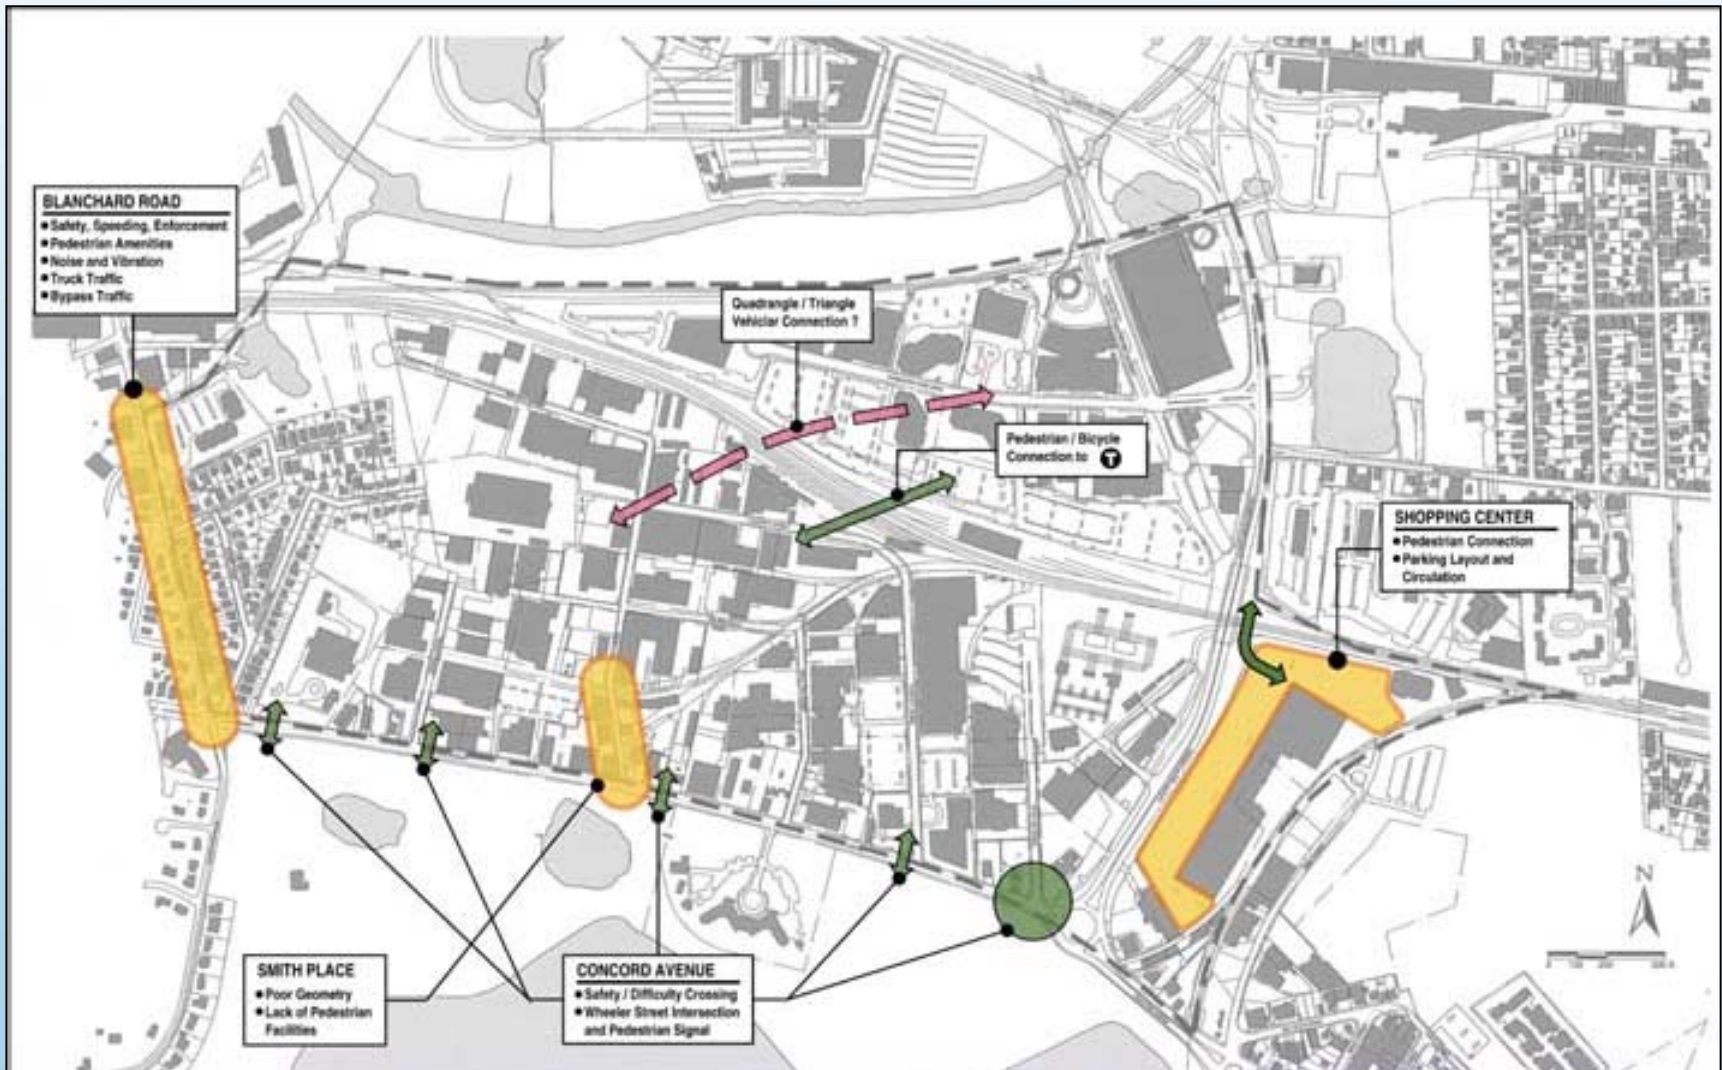 BLANCHARD ROAD
• Safety, Speeding, Enforcement
• Pedestrian Amenities
• Noise and Vibration
• Truck Traffic
• Bypass Traffic
Quadrangle / Triangle
Vehiclar Connection ?
Pedestrian / Bicycle
Connection to T
SHOPPING CENTER
• Pedestrian Connection
• Parking Layout and
Circulation
N
SMITH PLACE
• Poor Geometry
• Lack of Pedestrian
Facilities
CONCORD AVENUE
• Safety / Difficulty Crossing
• Wheeler Street Intersection
and Pedestrian Signal